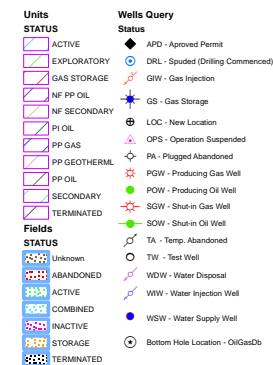 Units
STATUS
ACTIVE
EXPLORATORY
GAS STORAGE
NF PP OIL
NF SECONDARY
PI OIL
PP GAS
PP GEOTHERML
PP OIL
SECONDARY
TERMINATED
Fields
STATUS
Unknown
ABANDONED
ACTIVE
COMBINED
INACTIVE
STORAGE
TERMINATED
Wells Query
Status
APD - Aproved Permit
DRL - Spuded (Drilling Commenced)
GIW - Gas Injection
GS - Gas Storage
LOC - New Location
OPS - Operation Suspended
PA - Plugged Abandoned
PGW - Producing Gas Well
POW - Producing Oil Well
SGW - Shut-in Gas Well
SOW - Shut-in Oil Well
TA - Temp. Abandoned
TW - Test Well
WDW - Water Disposal
WIW - Water Injection Well
WSW - Water Supply Well
Bottom Hole Location - OilGasDb